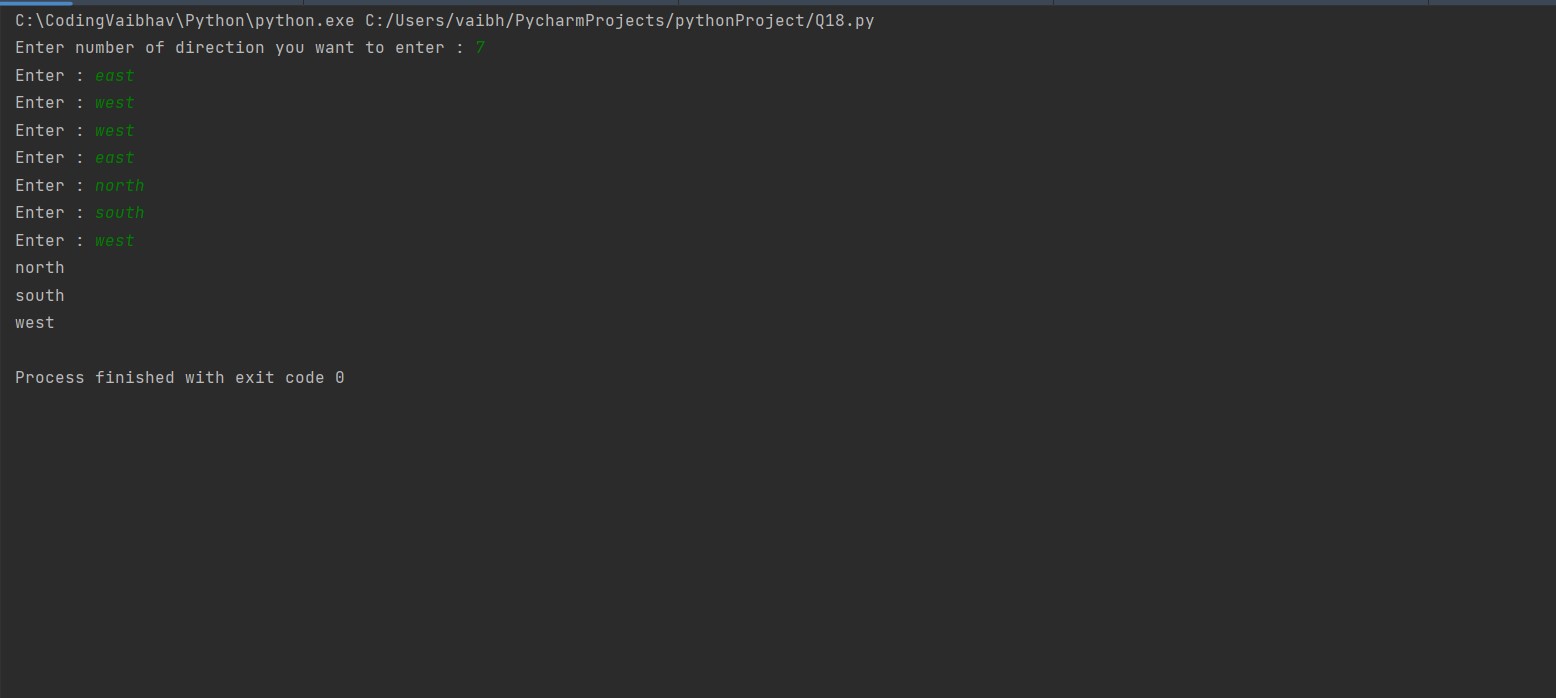 C:\CodingVaibhav\Python\python.exe C:/Users/vaibh/PycharmProjects/pythonProject/Q18.py
Enter number of direction you want to enter : 7
Enter : east
Enter : west
Enter : west
Enter : east
Enter : north
Enter : south
Enter : west
north
south
west
Process finished with exit code 0